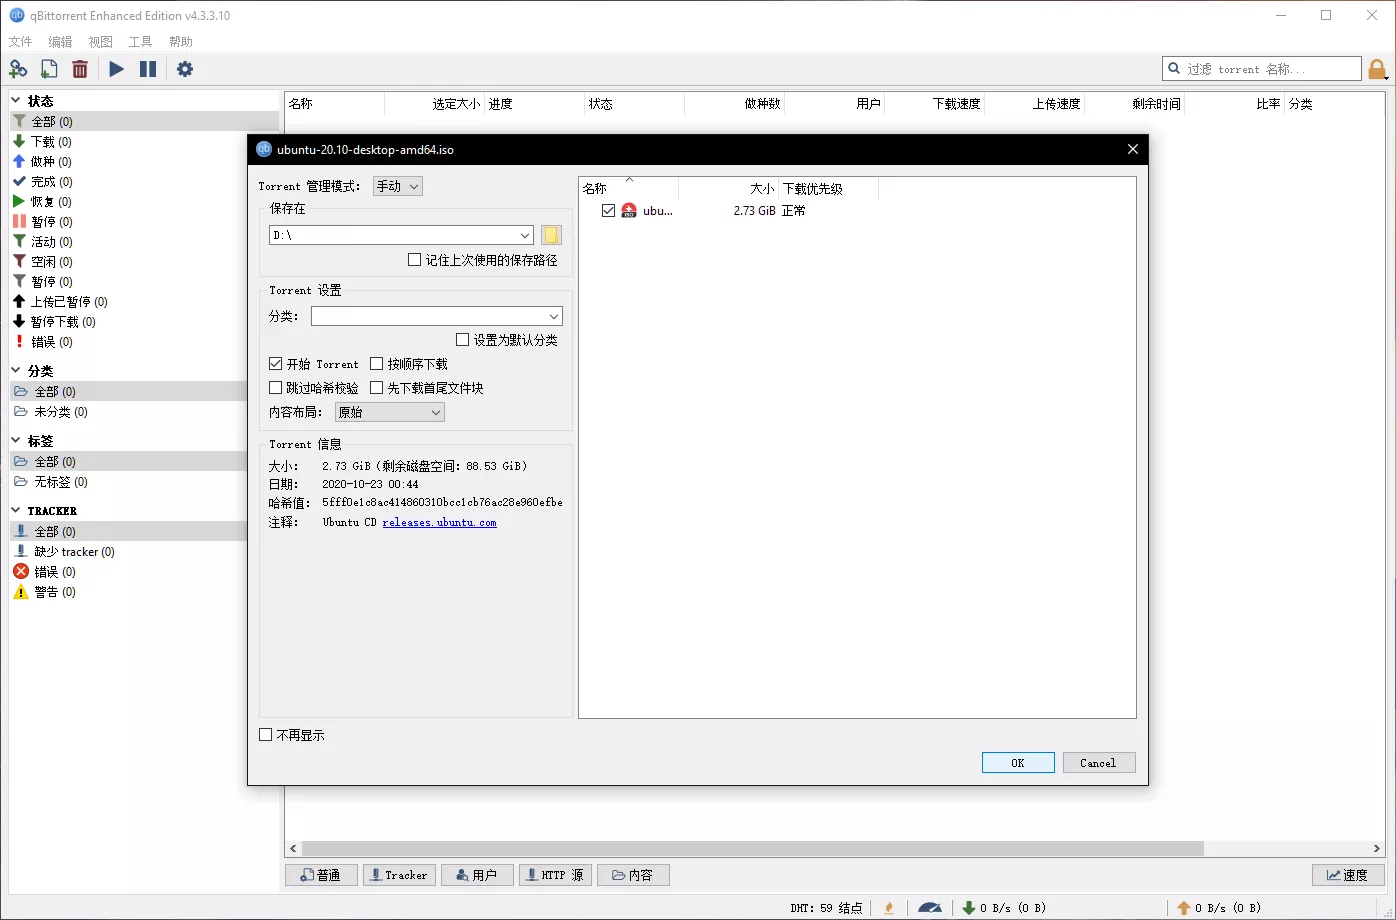 qBittorrent Enhanced Edition v4.3.3.10
文件 编辑 视图 工具 帮助
过滤 torrent 名称...
状态
全部 (0)
下载 (0)
做种 (0)
完成 (0)
恢复 (0)
暂停 (0)
活动 (0)
空闲 (0)
暂停 (0)
上传已暂停 (0)
暂停下载 (0)
错误 (0)
分类
全部 (0)
未分类 (0)
标签
全部 (0)
无标签 (0)
TRACKER
全部 (0)
缺少 tracker (0)
错误 (0)
警告 (0)
名称 选定大小 进度 状态 做种数 用户 下载速度 上传速度 剩余时间 比率 分类
ubuntu-20.10-desktop-amd64.iso
Torrent 管理模式： 手动
保存在
D:\
记住上次使用的保存路径
Torrent 设置
分类：
设置为默认分类
开始 Torrent 按顺序下载
跳过哈希校验 先下载首尾文件块
内容布局： 原始
Torrent 信息
大小： 2.73 GiB (剩余磁盘空间：88.53 GiB)
日期： 2020-10-23 00:44
哈希值： 5fff0e1c8ac414860310bcc1cb76ac28e960efbe
注释： Ubuntu CD releases.ubuntu.com
不再显示
名称 大小 下载优先级
ubu... 2.73 GiB 正常
OK Cancel
普通 Tracker 用户 HTTP 源 内容 速度
DHT: 59 结点 0 B/s (0 B) 0 B/s (0 B)